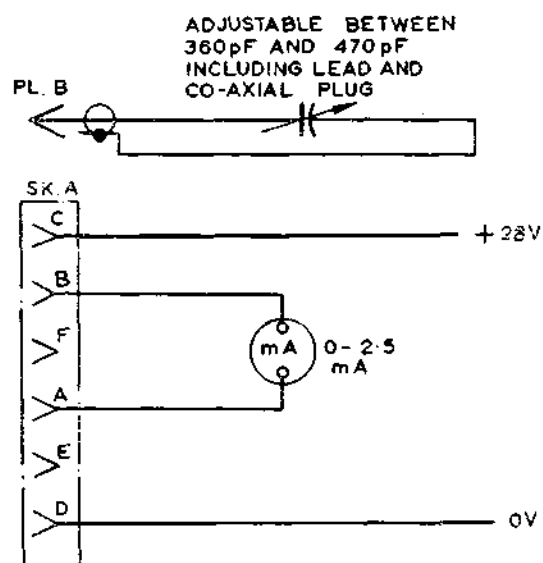 ADJUSTABLE BETWEEN
360pF AND 470pF
INCLUDING LEAD AND
CO-AXIAL PLUG
PL. B
SK. A
C
+ 28V
B
F
mA
0-2·5
mA
A
E
D
0V